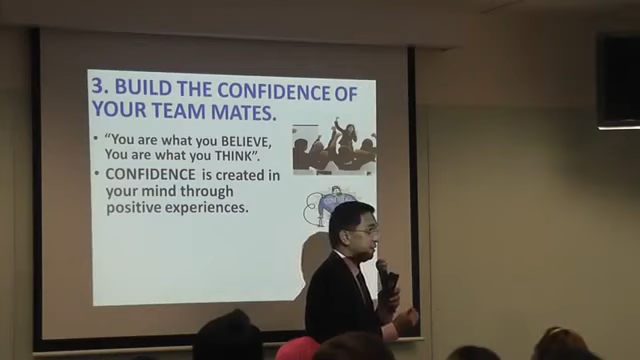 3. BUILD THE CONFIDENCE OF
YOUR TEAM MATES.
• "You are what you BELIEVE,
You are what you THINK".
• CONFIDENCE is created in
your mind through
positive experiences.